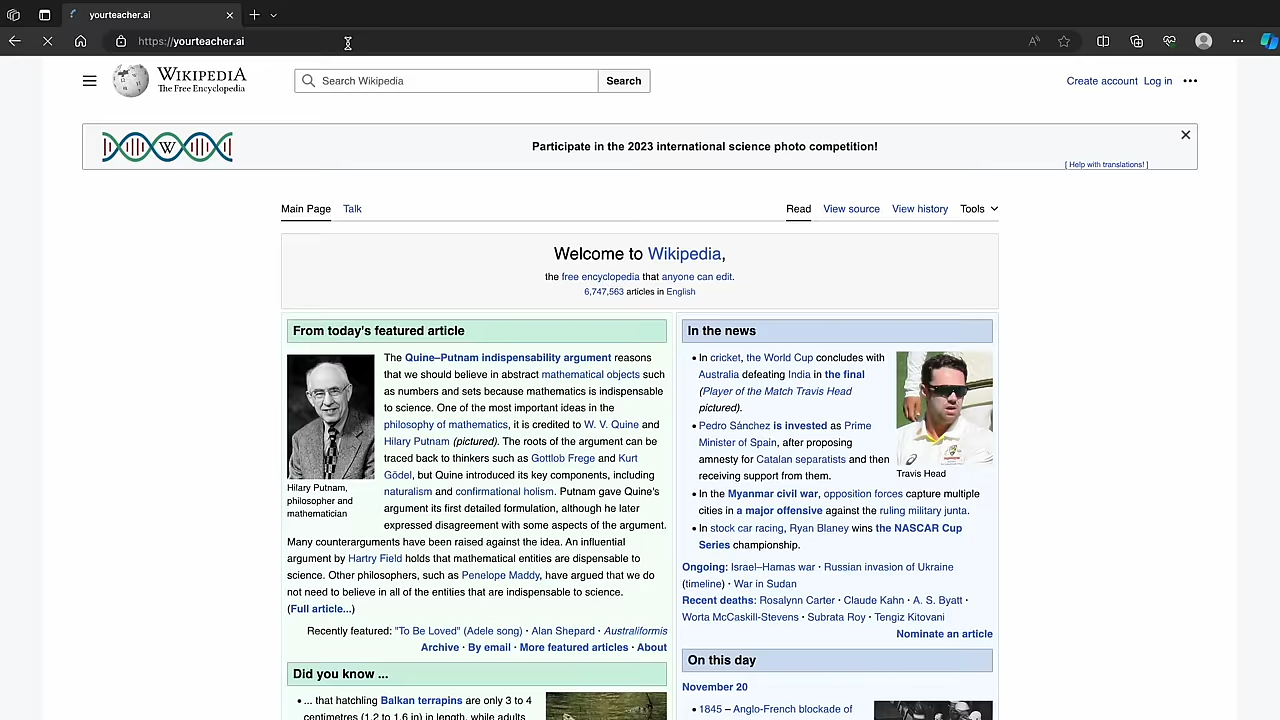 yourteacher.ai
https://yourteacher.ai
WIKIPEDIA
The Free Encyclopedia
Search Wikipedia
Search
Create account Log in
W
Participate in the 2023 international science photo competition!
[ Help with translations! ]
Main Page Talk
Read View source View history Tools
Welcome to Wikipedia,
the free encyclopedia that anyone can edit.
6,747,563 articles in English
From today's featured article
The Quine–Putnam indispensability argument reasons
that we should believe in abstract mathematical objects such
as numbers and sets because mathematics is indispensable
to science. One of the most important ideas in the
philosophy of mathematics, it is credited to W. V. Quine and
Hilary Putnam (pictured). The roots of the argument can be
traced back to thinkers such as Gottlob Frege and Kurt
Gödel, but Quine introduced its key components, including
naturalism and confirmational holism. Putnam gave Quine's
argument its first detailed formulation, although he later
expressed disagreement with some aspects of the argument.
Hilary Putnam,
philosopher and
mathematician
Many counterarguments have been raised against the idea. An influential
argument by Hartry Field holds that mathematical entities are dispensable to
science. Other philosophers, such as Penelope Maddy, have argued that we do
not need to believe in all of the entities that are indispensable to science.
(Full article...)
Recently featured: "To Be Loved" (Adele song) · Alan Shepard · Australiformis
Archive · By email · More featured articles · About
Did you know ...
• ... that hatchling Balkan terrapins are only 3 to 4
centimetres (1.2 to 1.6 in) in length, while adults
In the news
• In cricket, the World Cup concludes with
Australia defeating India in the final
(Player of the Match Travis Head
pictured).
• Pedro Sánchez is invested as Prime
Minister of Spain, after proposing
amnesty for Catalan separatists and then
receiving support from them.
Travis Head
• In the Myanmar civil war, opposition forces capture multiple
cities in a major offensive against the ruling military junta.
• In stock car racing, Ryan Blaney wins the NASCAR Cup
Series championship.
Ongoing: Israel–Hamas war · Russian invasion of Ukraine
(timeline) · War in Sudan
Recent deaths: Rosalynn Carter · Claude Kahn · A. S. Byatt ·
Worta McCaskill-Stevens · Subrata Roy · Tengiz Kitovani
Nominate an article
On this day
November 20
• 1845 – Anglo-French blockade of